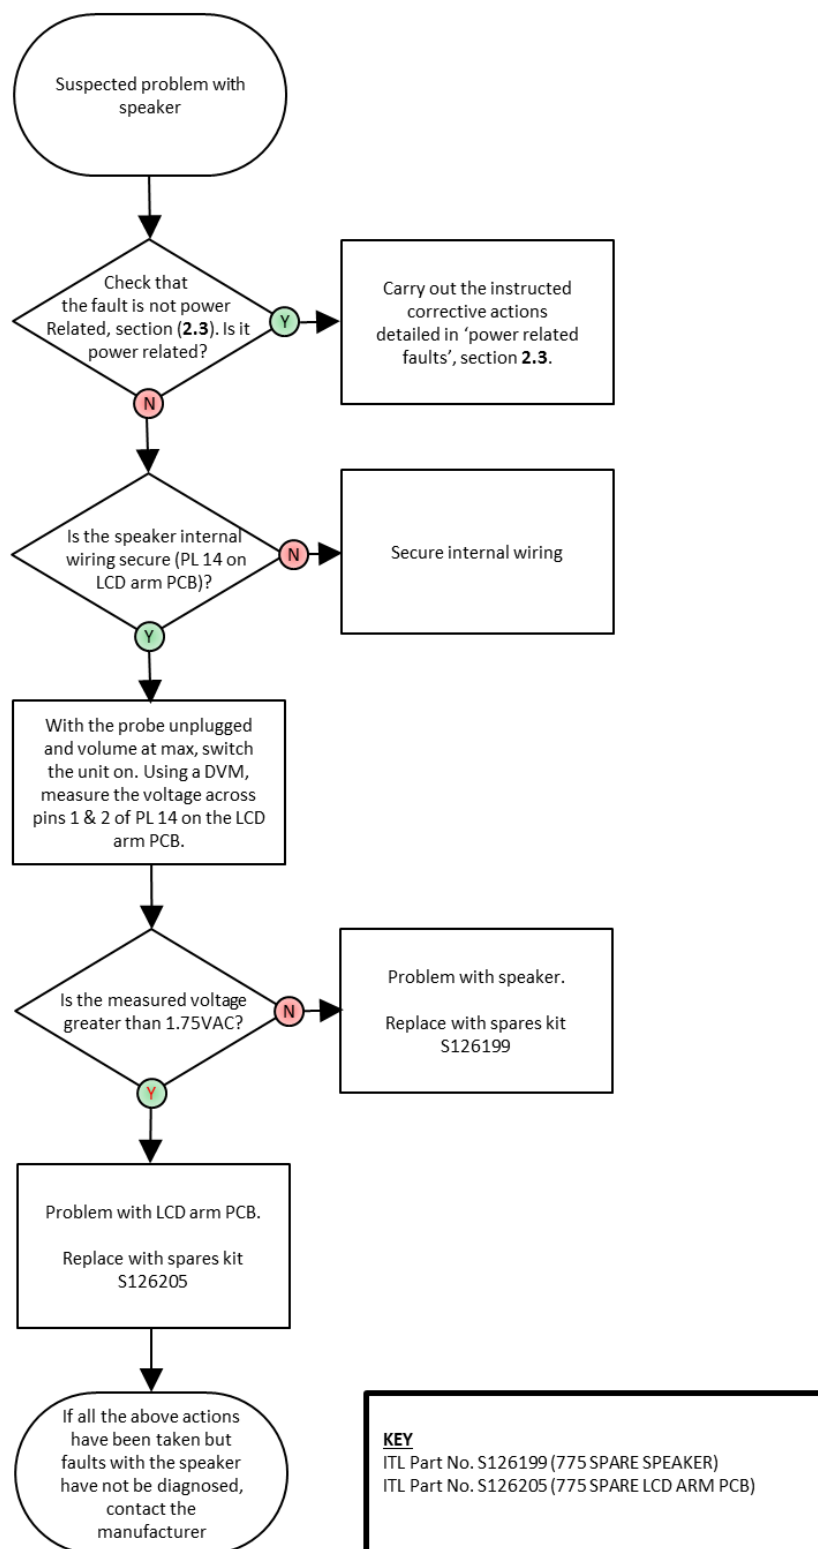 Suspected problem with
speaker
Check that
the fault is not power
Related, section (2.3). Is it
power related?
Y
Carry out the instructed
corrective actions
detailed in ‘power related
faults’, section 2.3.
N
Is the speaker internal
wiring secure (PL 14 on
LCD arm PCB)?
N
Secure internal wiring
Y
With the probe unplugged
and volume at max, switch
the unit on. Using a DVM,
measure the voltage across
pins 1 & 2 of PL 14 on the LCD
arm PCB.
Is the measured voltage
greater than 1.75VAC?
N
Problem with speaker.
Replace with spares kit
S126199
Y
Problem with LCD arm PCB.
Replace with spares kit
S126205
If all the above actions
have been taken but
faults with the speaker
have not be diagnosed,
contact the
manufacturer
KEY
ITL Part No. S126199 (775 SPARE SPEAKER)
ITL Part No. S126205 (775 SPARE LCD ARM PCB)